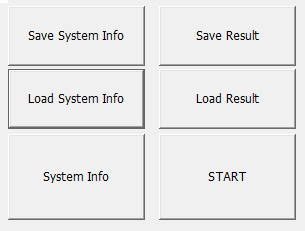 Save System Info
Save Result
Load System Info
Load Result
System Info
START